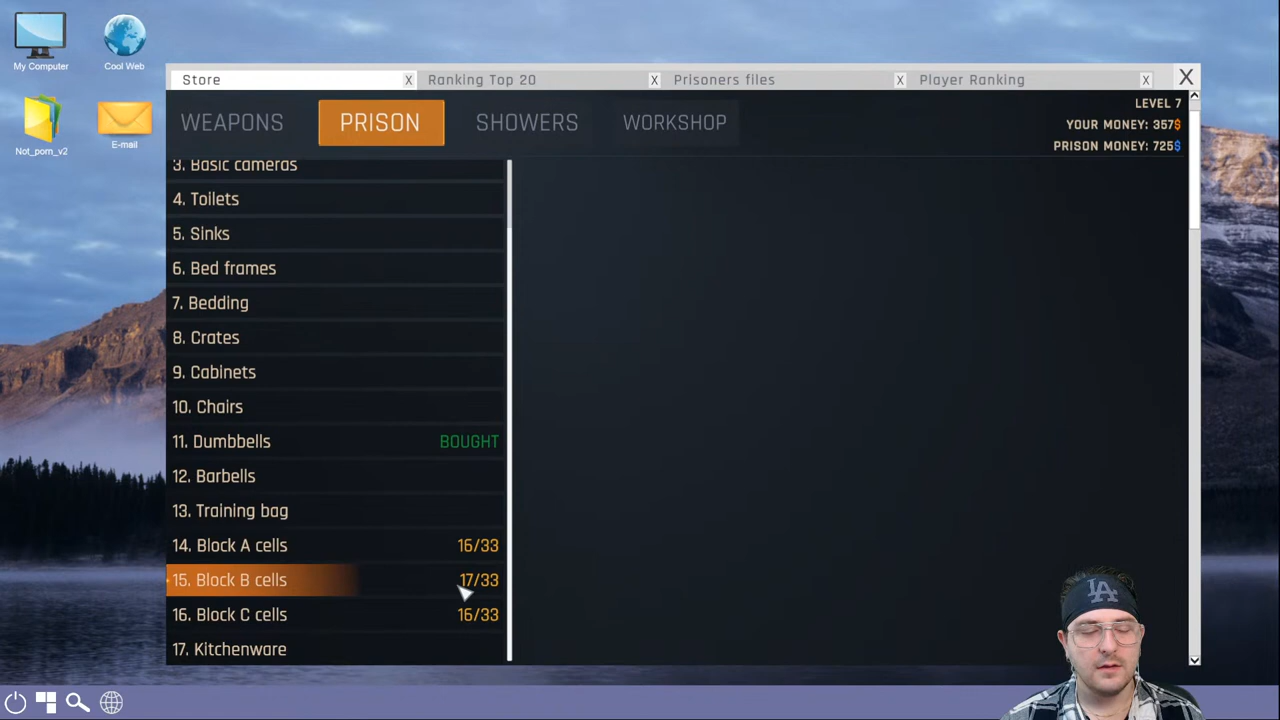 My Computer
Cool Web
Not_porn_v2
E-mail
Store X
Ranking Top 20 X
Prisoners files X
Player Ranking X
X
WEAPONS
PRISON
SHOWERS
WORKSHOP
LEVEL 7
YOUR MONEY: 357$
PRISON MONEY: 725$
3. Basic cameras
4. Toilets
5. Sinks
6. Bed frames
7. Bedding
8. Crates
9. Cabinets
10. Chairs
11. Dumbbells BOUGHT
12. Barbells
13. Training bag
14. Block A cells 16/33
15. Block B cells 17/33
16. Block C cells 16/33
17. Kitchenware
LA